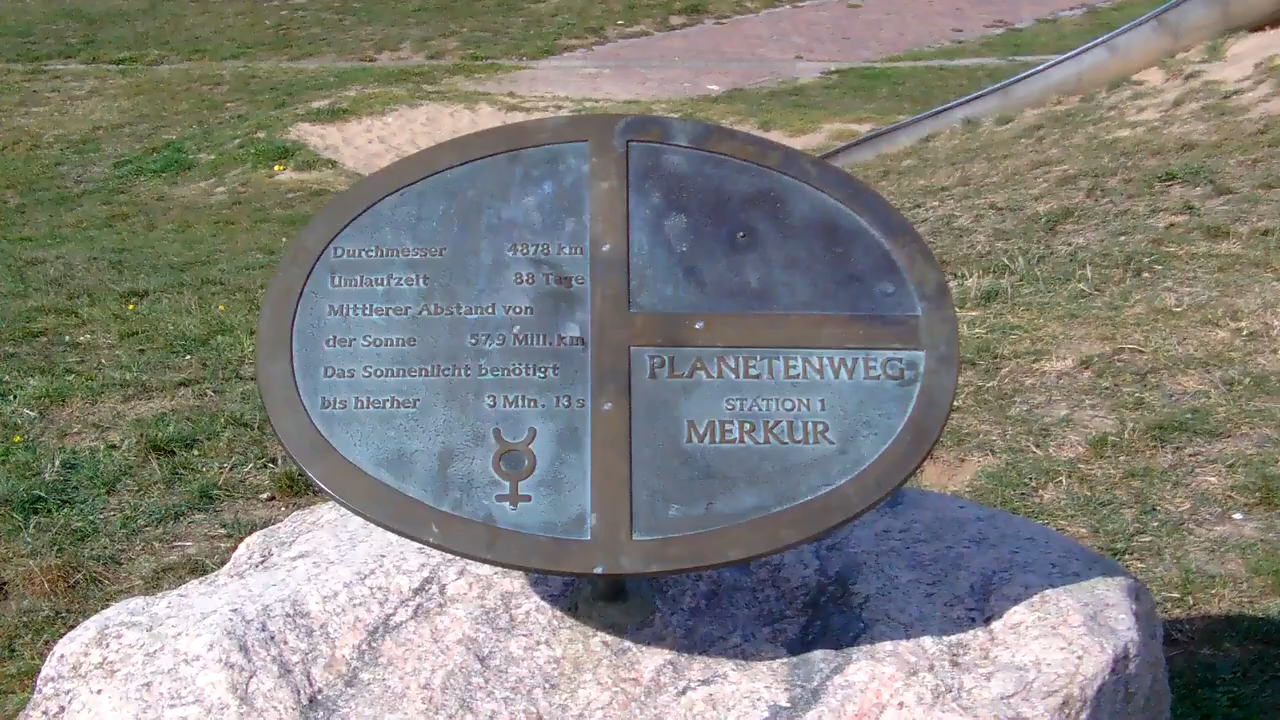 Durchmesser 4878 km
Umlaufzeit 88 Tage
Mittlerer Abstand von
der Sonne 57,9 Mill. km
Das Sonnenlicht benötigt
bis hierher 3 Min. 13 s
PLANETENWEG
STATION 1
MERKUR